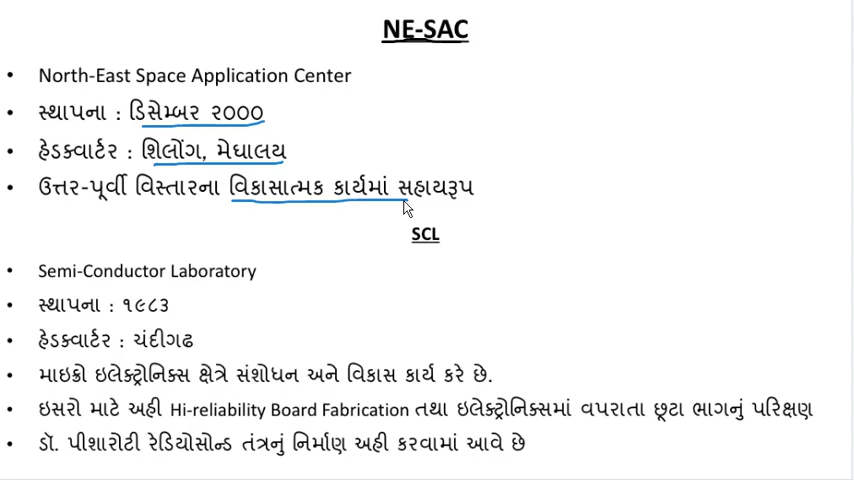 NE-SAC
• North-East Space Application Center
• સ્થાપના : ડિસેમ્બર ૨૦૦૦
• હેડક્વાર્ટર : શિલોંગ, મેઘાલય
• ઉત્તર-પૂર્વી વિસ્તારના વિકાસાત્મક કાર્યમાં સહાયરૂપ
SCL
• Semi-Conductor Laboratory
• સ્થાપના : ૧૯૮૩
• હેડક્વાર્ટર : ચંદીગઢ
• માઇક્રો ઇલેક્ટ્રોનિક્સ ક્ષેત્રે સંશોધન અને વિકાસ કાર્ય કરે છે.
• ઇસરો માટે અહી Hi-reliability Board Fabrication તથા ઇલેક્ટ્રોનિક્સમાં વપરાતા છૂટા ભાગનું પરિક્ષણ
• ડૉ. પીશારોટી રેડિયોસોન્ડ તંત્રનું નિર્માણ અહી કરવામાં આવે છે